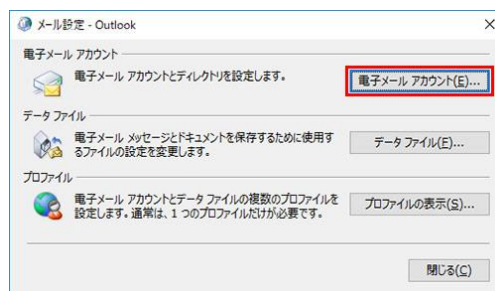 メール設定 - Outlook
電子メール アカウント
電子メール アカウントとディレクトリを設定します。
電子メール アカウント(E)...
データ ファイル
電子メール メッセージとドキュメントを保存するために使用す
るファイルの設定を変更します。
データ ファイル(F)...
プロファイル
電子メール アカウントとデータ ファイルの複数のプロファイルを
設定します。通常は、1 つのプロファイルだけが必要です。
プロファイルの表示(S)...
閉じる(C)